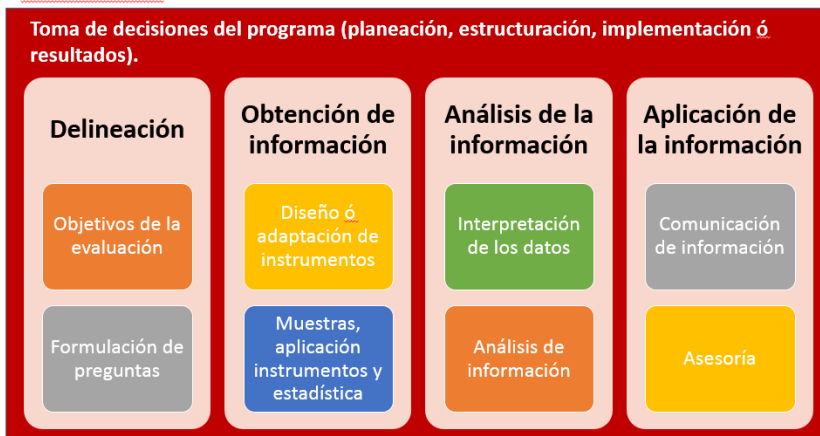 Toma de decisiones del programa (planeación, estructuración, implementación ó
resultados).
Delineación
Objetivos de la
evaluación
Formulación de
preguntas
Obtención de
información
Diseño ó
adaptación de
instrumentos
Muestras,
aplicación
instrumentos y
estadística
Análisis de la
información
Interpretación
de los datos
Análisis de
información
Aplicación de
la información
Comunicación
de información
Asesoría